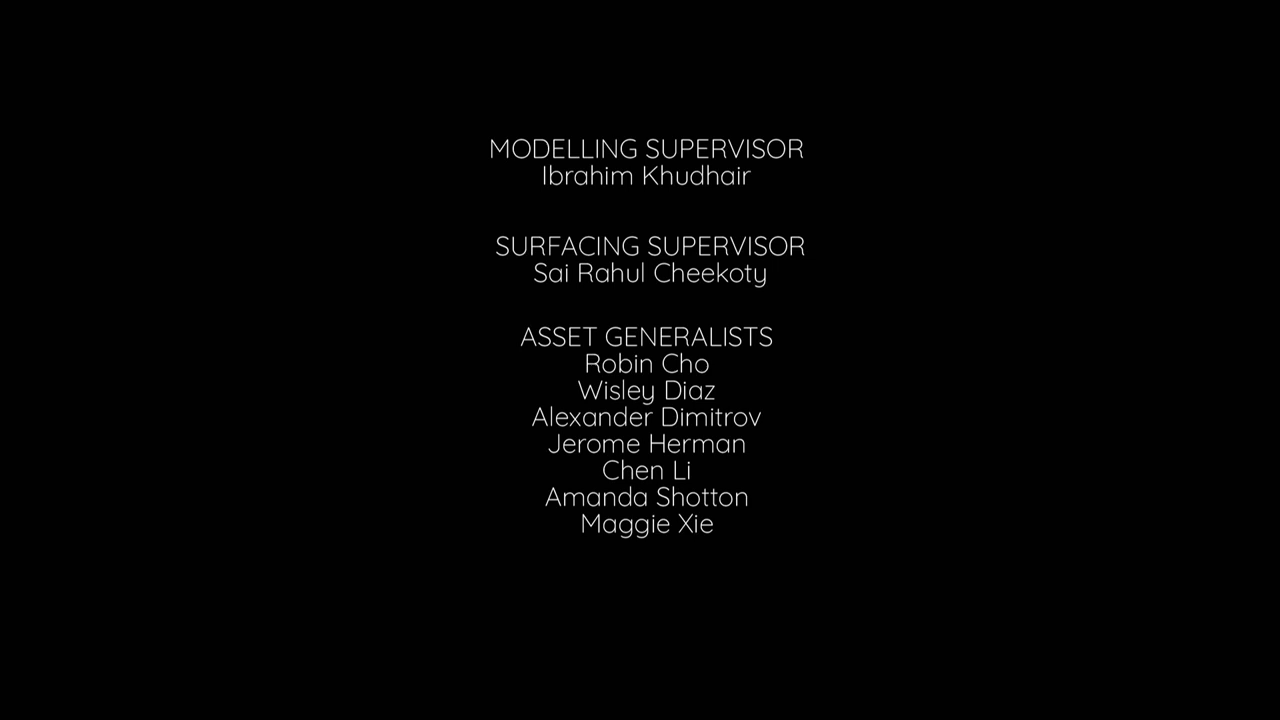 MODELLING SUPERVISOR
Ibrahim Khudhair
SURFACING SUPERVISOR
Sai Rahul Cheekoty
ASSET GENERALISTS
Robin Cho
Wisley Diaz
Alexander Dimitrov
Jerome Herman
Chen Li
Amanda Shotton
Maggie Xie